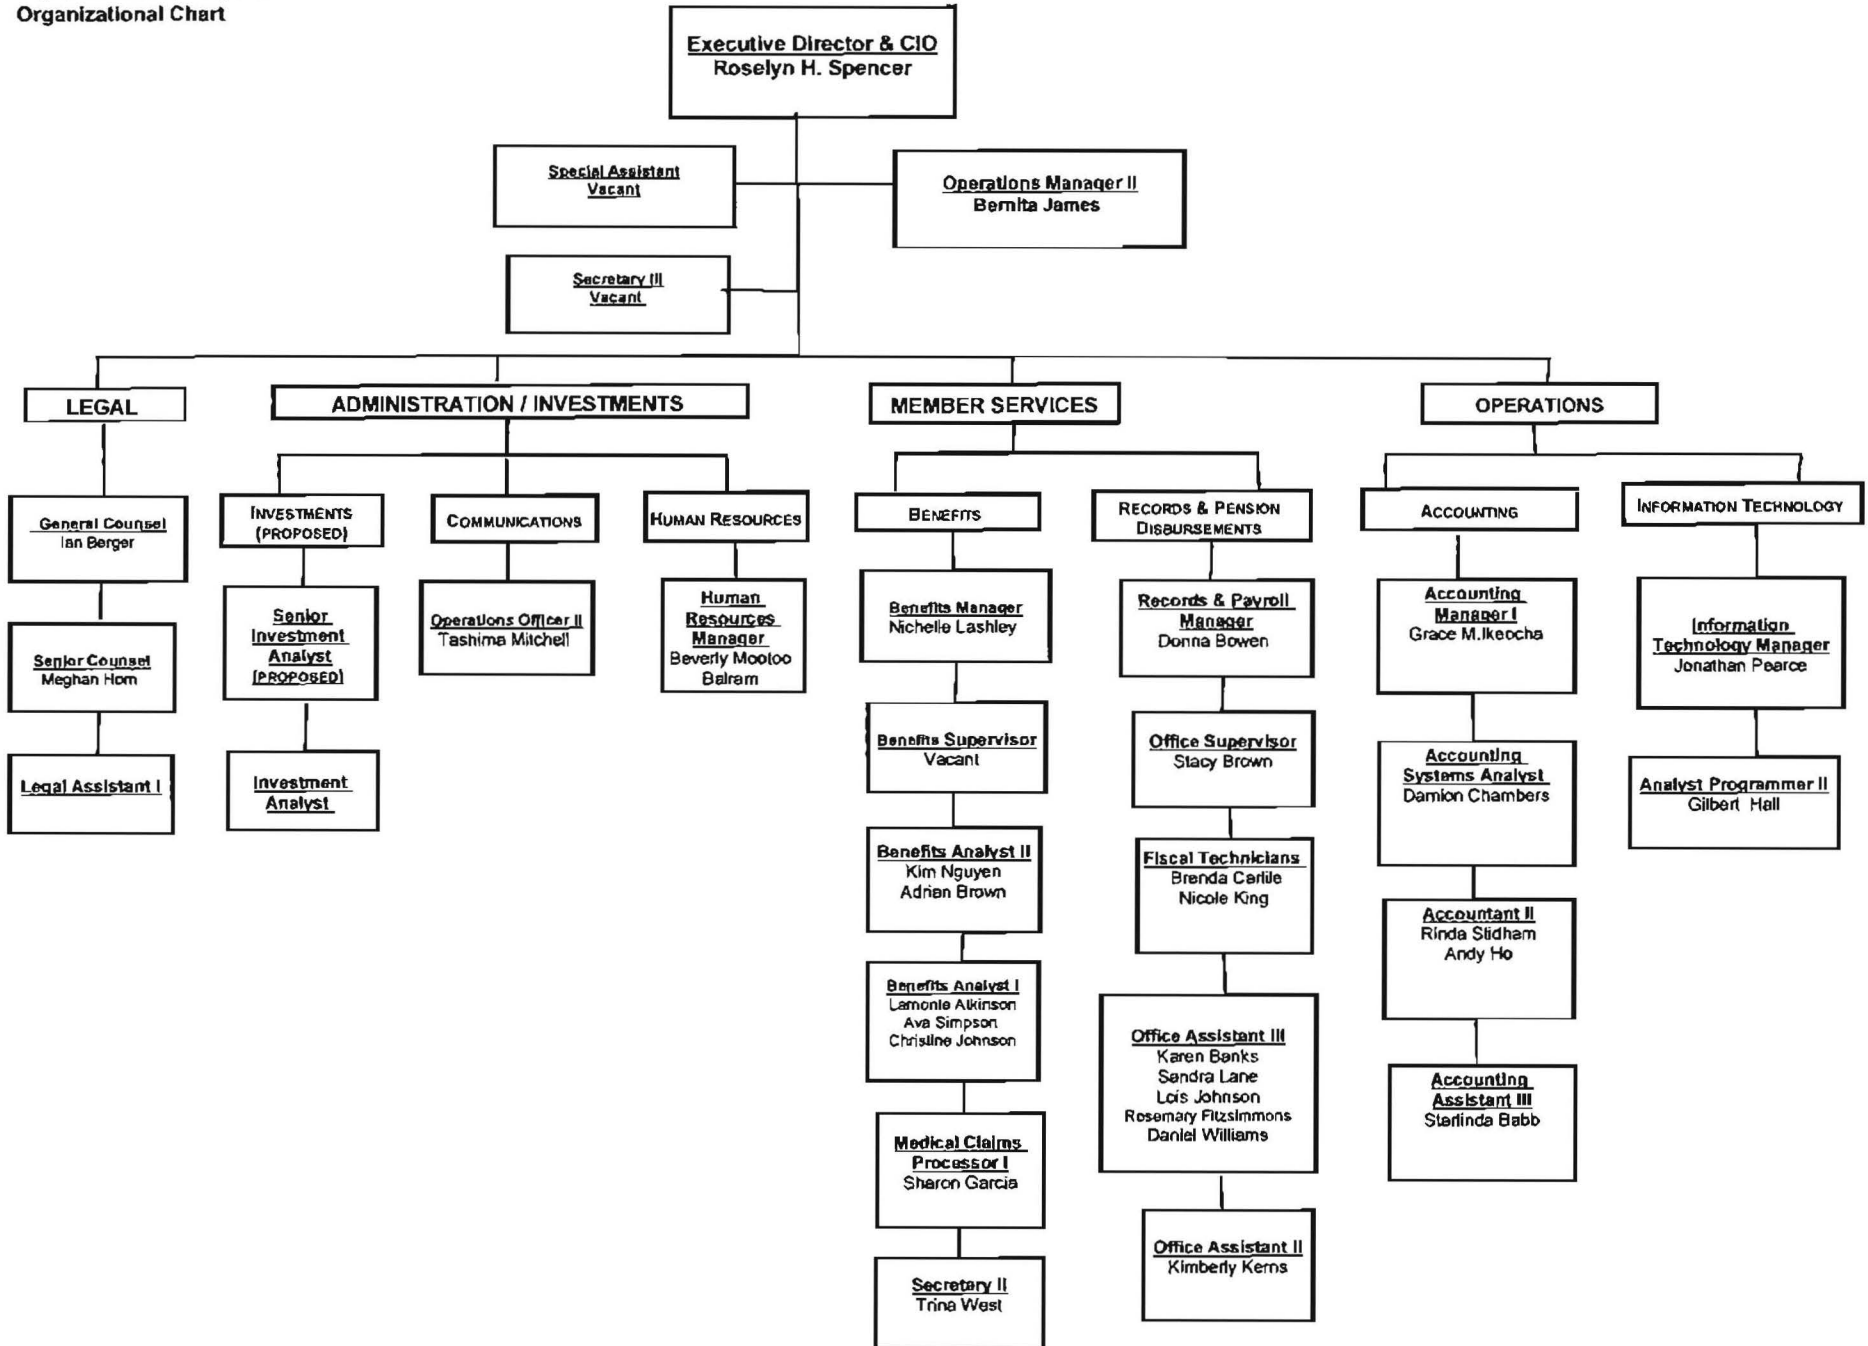 Organizational Chart
Executive Director & CIO
Roselyn H. Spencer
Special Assistant
Vacant
Operations Manager II
Bernita James
Secretary III
Vacant
LEGAL
ADMINISTRATION / INVESTMENTS
MEMBER SERVICES
OPERATIONS
General Counsel
Ian Berger
Senior Counsel
Meghan Horn
Legal Assistant I
INVESTMENTS
(PROPOSED)
Senior
Investment
Analyst
(PROPOSED)
Investment
Analyst
COMMUNICATIONS
Operations Officer II
Tashima Mitchell
HUMAN RESOURCES
Human
Resources
Manager
Beverly Mootoo
Balram
BENEFITS
Benefits Manager
Nichelle Lashley
Benefits Supervisor
Vacant
Benefits Analyst II
Kim Nguyen
Adrian Brown
Benefits Analyst I
Lamonie Atkinson
Ava Simpson
Christine Johnson
Medical Claims
Processor I
Sharon Garcia
Secretary II
Trina West
RECORDS & PENSION
DISBURSEMENTS
Records & Payroll
Manager
Donna Bowen
Office Supervisor
Stacy Brown
Fiscal Technicians
Brenda Carlile
Nicole King
Office Assistant III
Karen Banks
Sandra Lane
Lois Johnson
Rosemary Fitzsimmons
Daniel Williams
Office Assistant II
Kimberly Kerns
ACCOUNTING
Accounting
Manager I
Grace M.Ikeocha
Accounting
Systems Analyst
Damion Chambers
Accountant II
Rinda Stidham
Andy Ho
Accounting
Assistant III
Starlinda Babb
INFORMATION TECHNOLOGY
Information
Technology Manager
Jonathan Pearce
Analyst Programmer II
Gilbert Hall